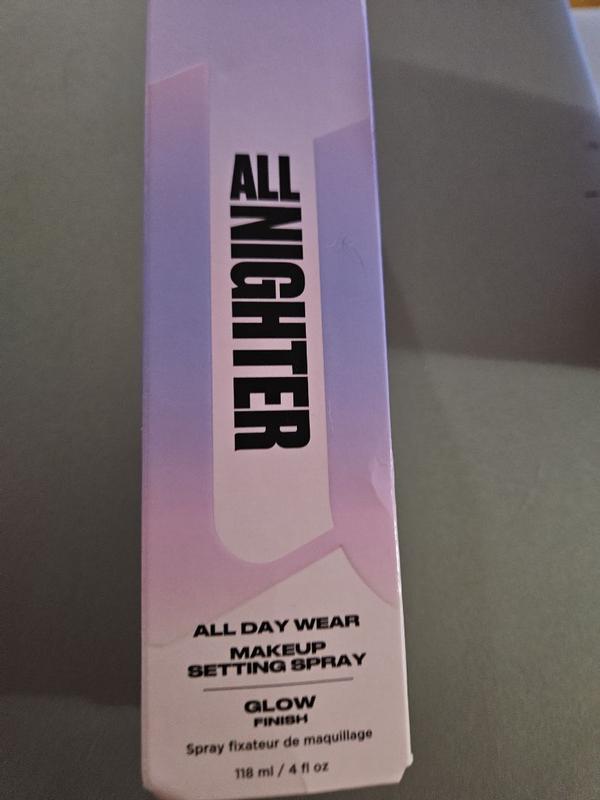 ALL
NIGHTER
ALL DAY WEAR
MAKEUP
SETTING SPRAY
GLOW
FINISH
Spray fixateur de maquillage
118 ml / 4 fl oz